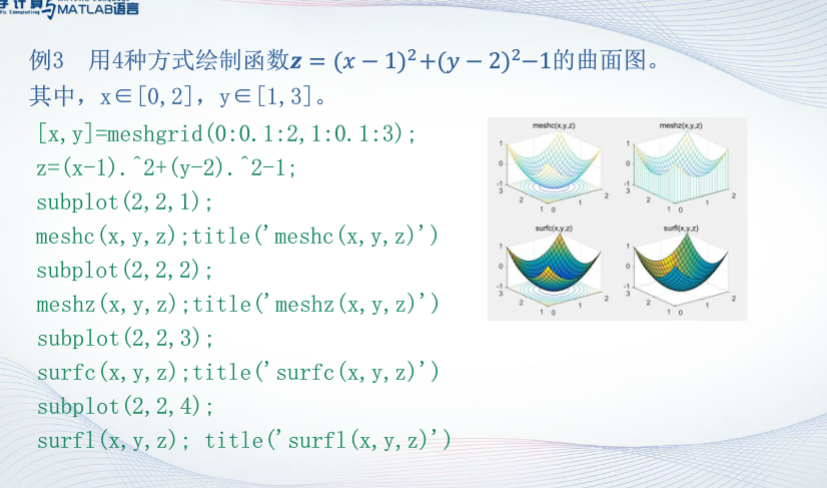 与MATLAB语言
例3 用4种方式绘制函数z = (x − 1)²+(y − 2)²−1的曲面图。
其中，x∈[0,2]，y∈[1,3]。
[x,y]=meshgrid(0:0.1:2,1:0.1:3);
z=(x-1).^2+(y-2).^2-1;
subplot(2,2,1);
meshc(x,y,z);title('meshc(x,y,z)')
subplot(2,2,2);
meshz(x,y,z);title('meshz(x,y,z)')
subplot(2,2,3);
surfc(x,y,z);title('surfc(x,y,z)')
subplot(2,2,4);
surfl(x,y,z); title('surfl(x,y,z)')
meshc(x,y,z)
1
0
-1
3
2
1
0
1
2
meshz(x,y,z)
1
0
-1
3
2
1
0
1
2
surfc(x,y,z)
1
0
-1
3
2
1
0
1
2
surfl(x,y,z)
1
0
-1
3
2
1
0
1
2